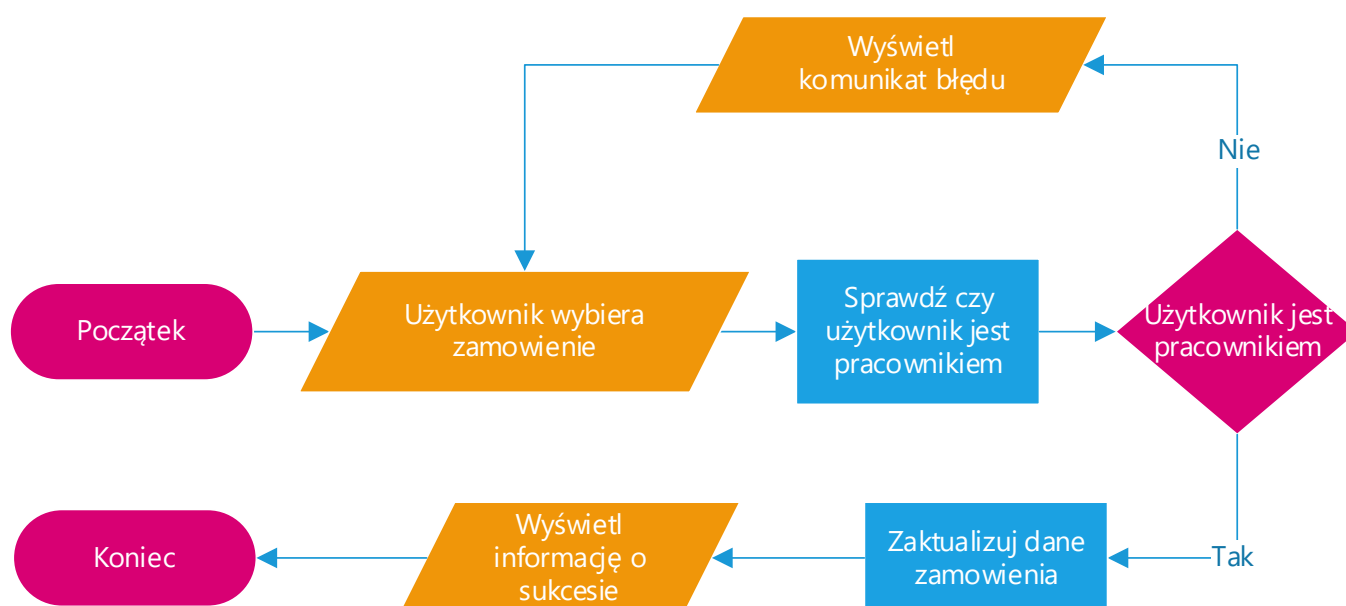 Wyświetl
komunikat błędu
Nie
Początek
Użytkownik wybiera
zamowienie
Sprawdź czy
użytkownik jest
pracownikiem
Użytkownik jest
pracownikiem
Koniec
Wyświetl
informację o
sukcesie
Zaktualizuj dane
zamowienia
Tak